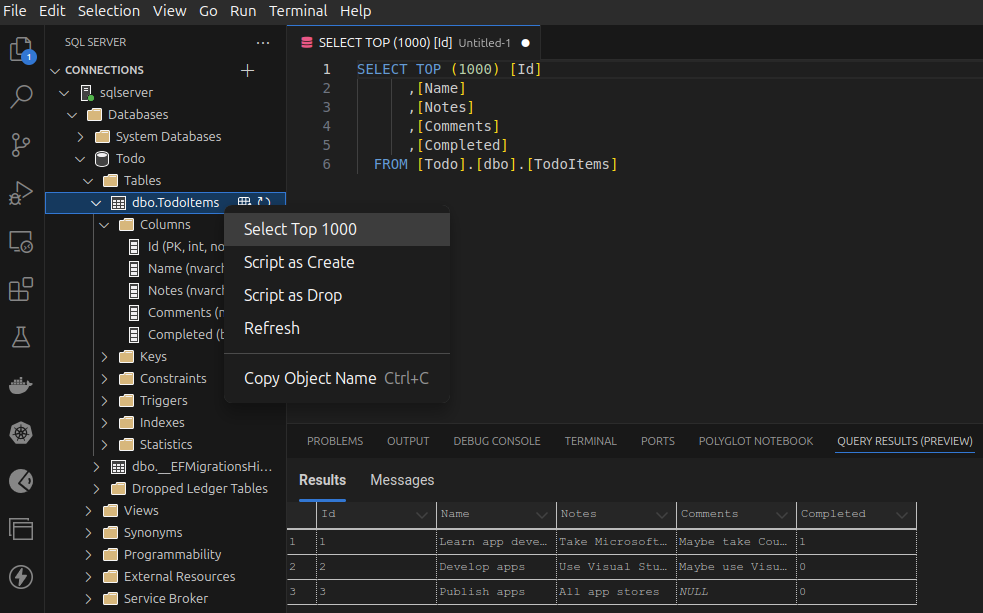 File Edit Selection View Go Run Terminal Help
1
SQL SERVER ...
CONNECTIONS
sqlserver
Databases
System Databases
Todo
Tables
dbo.TodoItems
Columns
Id (PK, int, no
Name (nvarch
Notes (nvarch
Comments (n
Completed (b
Keys
Constraints
Triggers
Indexes
Statistics
dbo.__EFMigrationsHi...
Dropped Ledger Tables
Views
Synonyms
Programmability
External Resources
Service Broker
SELECT TOP (1000) [Id] Untitled-1
1 SELECT TOP (1000) [Id]
2 ,[Name]
3 ,[Notes]
4 ,[Comments]
5 ,[Completed]
6 FROM [Todo].[dbo].[TodoItems]
Select Top 1000
Script as Create
Script as Drop
Refresh
Copy Object Name Ctrl+C
PROBLEMS OUTPUT DEBUG CONSOLE TERMINAL PORTS POLYGLOT NOTEBOOK QUERY RESULTS (PREVIEW)
Results Messages
Id Name Notes Comments Completed
1 1 Learn app deve... Take Microsoft... Maybe take Cou... 1
2 2 Develop apps Use Visual Stu... Maybe use Visu... 0
3 3 Publish apps All app stores NULL 0